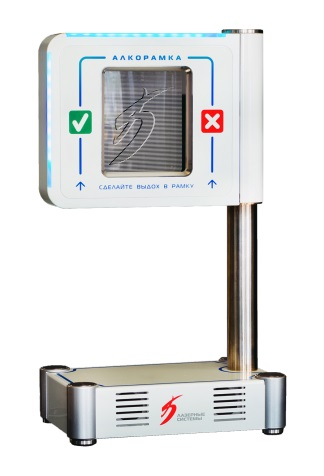 АЛКОРАМКА
СДЕЛАЙТЕ ВЫДОХ В РАМКУ
ЛАЗЕРНЫЕ
СИСТЕМЫ